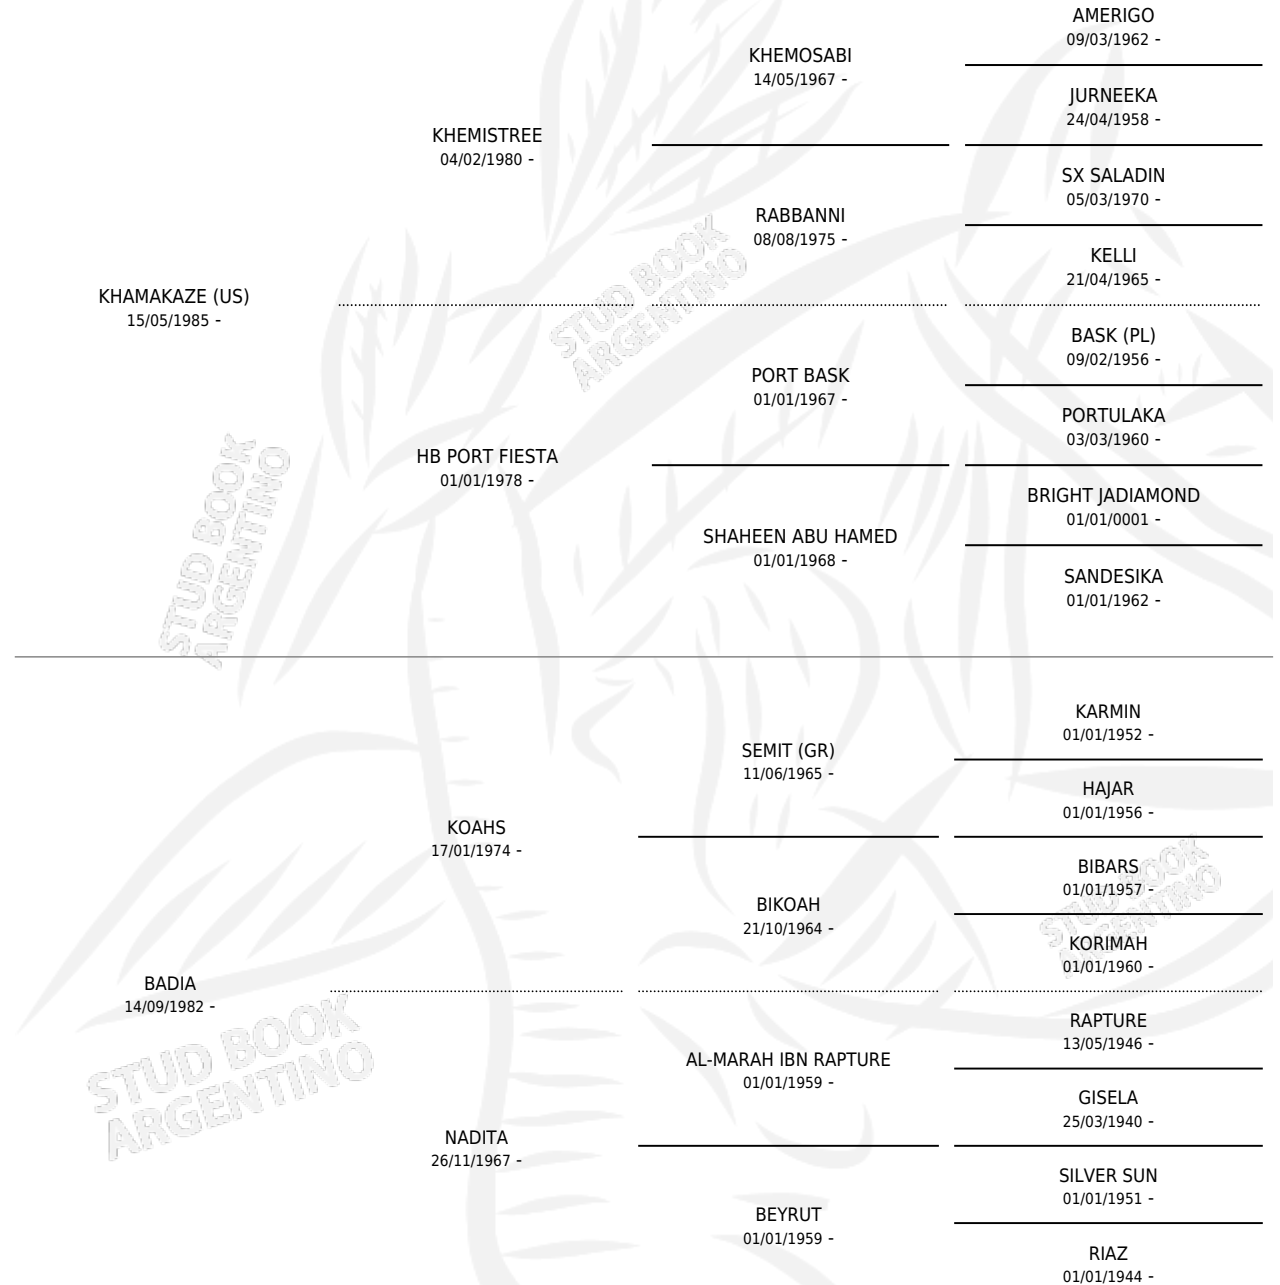 AMERIGO
09/03/1962 -
KHEMOSABI
14/05/1967 -
JURNEEKA
24/04/1958 -
KHEMISTREE
04/02/1980 -
SX SALADIN
05/03/1970 -
RABBANNI
08/08/1975 -
KELLI
21/04/1965 -
KHAMAKAZE (US)
15/05/1985 -
BASK (PL)
09/02/1956 -
PORT BASK
01/01/1967 -
PORTULAKA
03/03/1960 -
HB PORT FIESTA
01/01/1978 -
BRIGHT JADIAMOND
01/01/0001 -
SHAHEEN ABU HAMED
01/01/1968 -
SANDESIKA
01/01/1962 -
STUD BOOK
ARGENTINO
STUD BOOK
ARGENTINO
KARMIN
01/01/1952 -
SEMIT (GR)
11/06/1965 -
HAJAR
01/01/1956 -
KOAHS
17/01/1974 -
BIBARS
01/01/1957 -
BIKOAH
21/10/1964 -
KORIMAH
01/01/1960 -
BADIA
14/09/1982 -
RAPTURE
13/05/1946 -
AL-MARAH IBN RAPTURE
01/01/1959 -
GISELA
25/03/1940 -
NADITA
26/11/1967 -
SILVER SUN
01/01/1951 -
BEYRUT
01/01/1959 -
RIAZ
01/01/1944 -
STUD BOOK
ARGENTINO
STUD BOOK
ARGENTINO